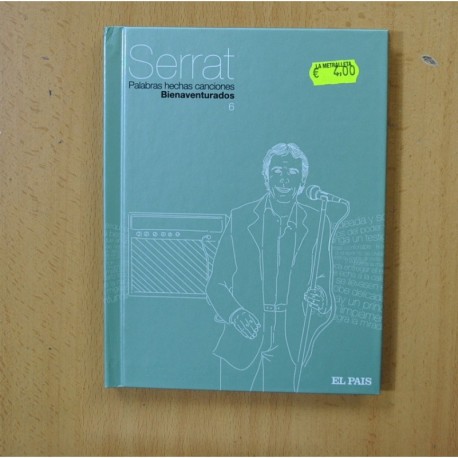 Serrat
Palabras hechas canciones
Bienaventurados
6
LA METRALLETA
€ 4,00
EL PAIS